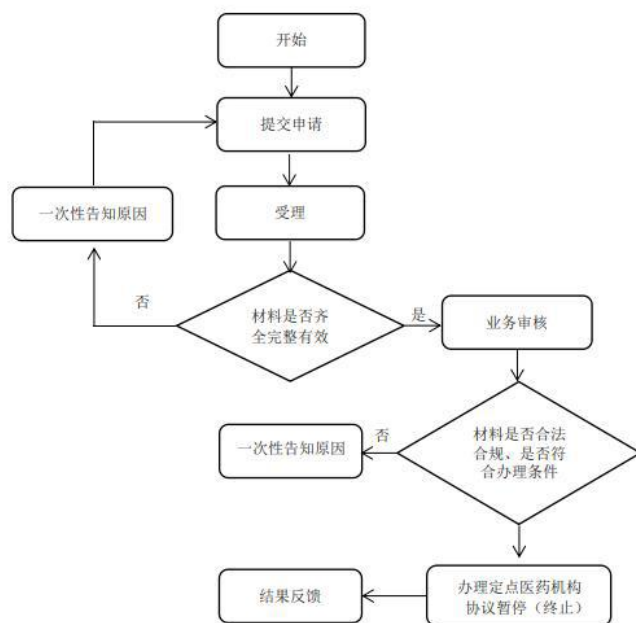 开始
提交申请
一次性告知原因
受理
否
材料是否齐
全完整有效
是
业务审核
一次性告知原因
否
材料是否合法
合规、是否符
合办理条件
结果反馈
办理定点医药机构
协议暂停（终止）